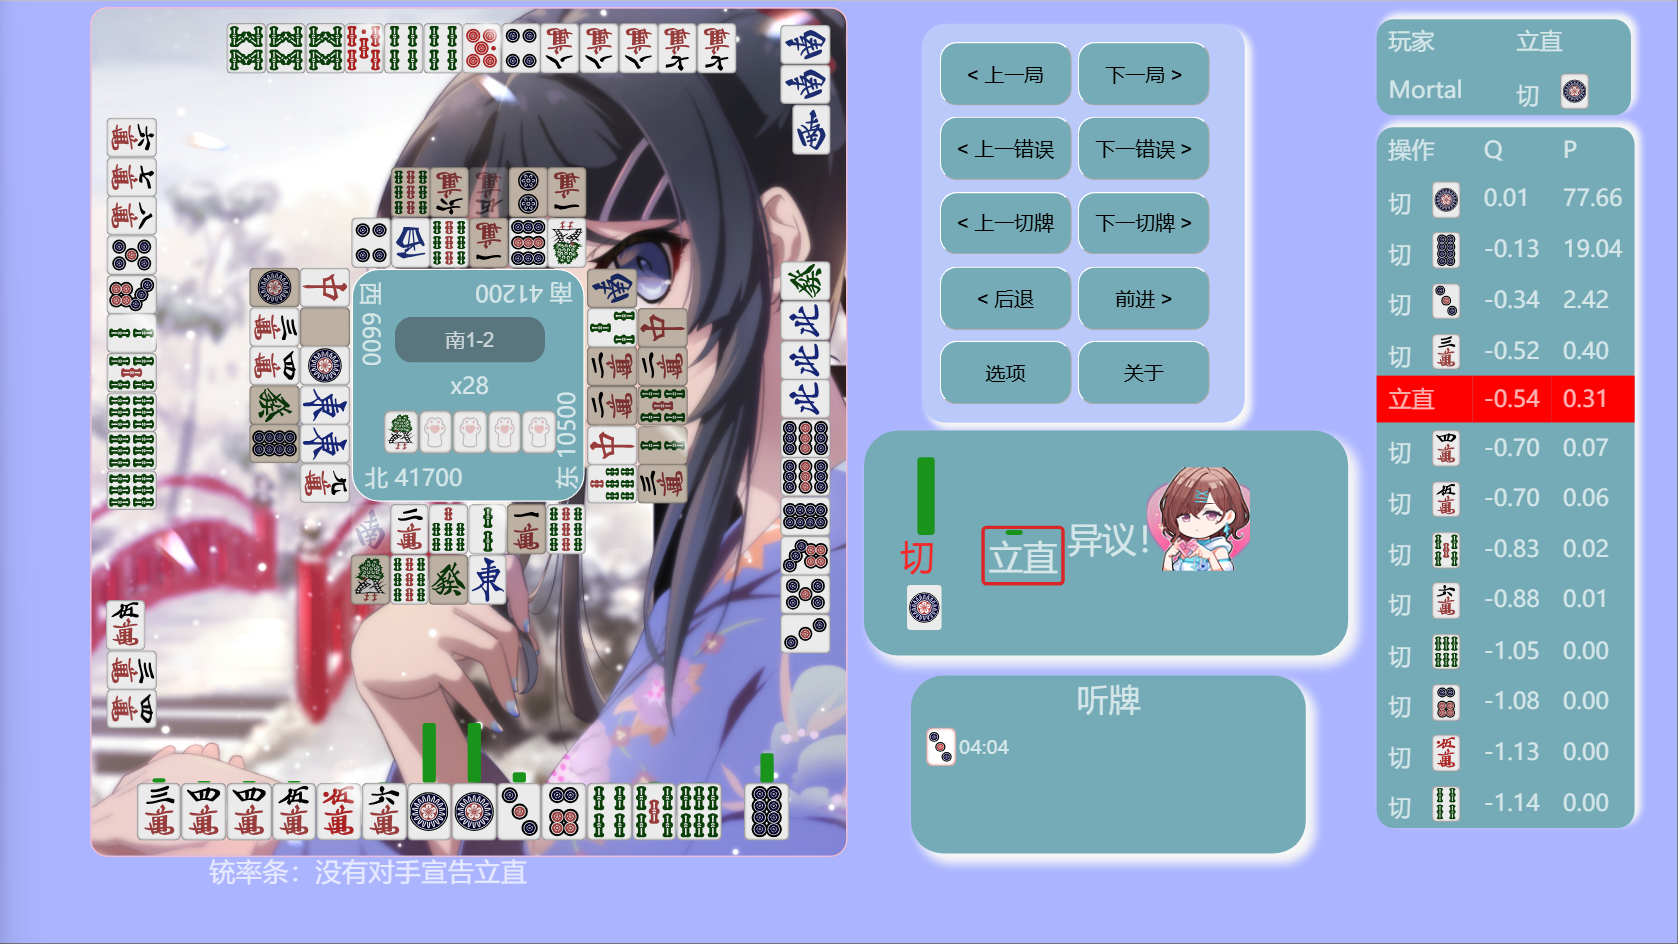 < 上一局
下一局 >
< 上一错误
下一错误 >
< 上一切牌
下一切牌 >
< 后退
前进 >
选项
关于
玩家 立直
Mortal 切
操作 Q P
切 0.01 77.66
切 -0.13 19.04
切 -0.34 2.42
切 -0.52 0.40
立直 -0.54 0.31
切 -0.70 0.07
切 -0.70 0.06
切 -0.83 0.02
切 -0.88 0.01
切 -1.05 0.00
切 -1.08 0.00
切 -1.13 0.00
切 -1.14 0.00
南 41200
西 6600
南1-2
x28
东 10500
北 41700
切
立直
异议!
听牌
04:04
铳率条：没有对手宣告立直